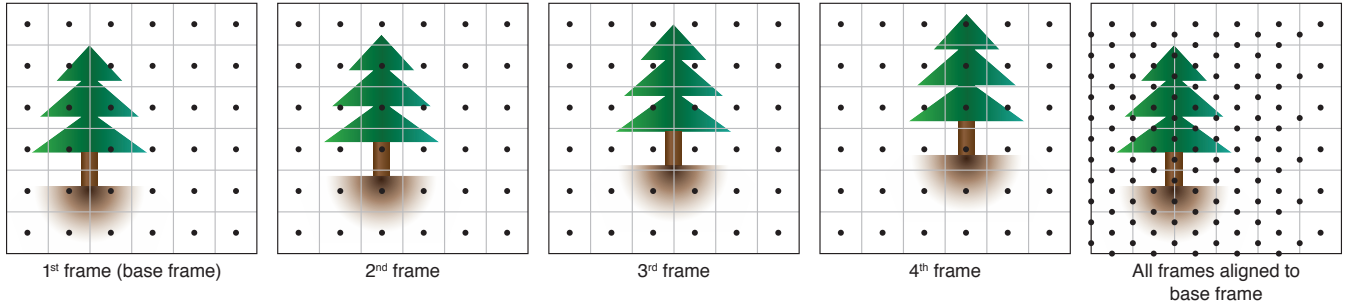 1st frame (base frame)
2nd frame
3rd frame
4th frame
All frames aligned to
base frame